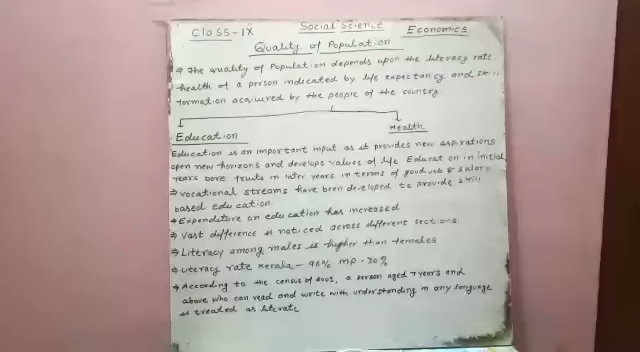 Class-IX Social Science Economics
Quality of Population
⇒ The quality of Population depends upon the literacy rate,
health of a person indicated by life expectancy and skill
formation acquired by the people of the country
Education Health
Education is an important input as it provides new aspirations
open new horizons and develops values of life Education in initial
years bore fruits in later years in terms of good job & salary
⇒ vocational streams have been developed to provide skill
based education
⇒ Expenditure on education has increased
⇒ Vast difference is noticed across different sections
⇒ Literacy among males is higher than females
⇒ literacy rate Kerala - 96% MP -
⇒ According to the census of 2001, a person aged 7 years and
above who can read and write with understanding in any language
is treated as literate